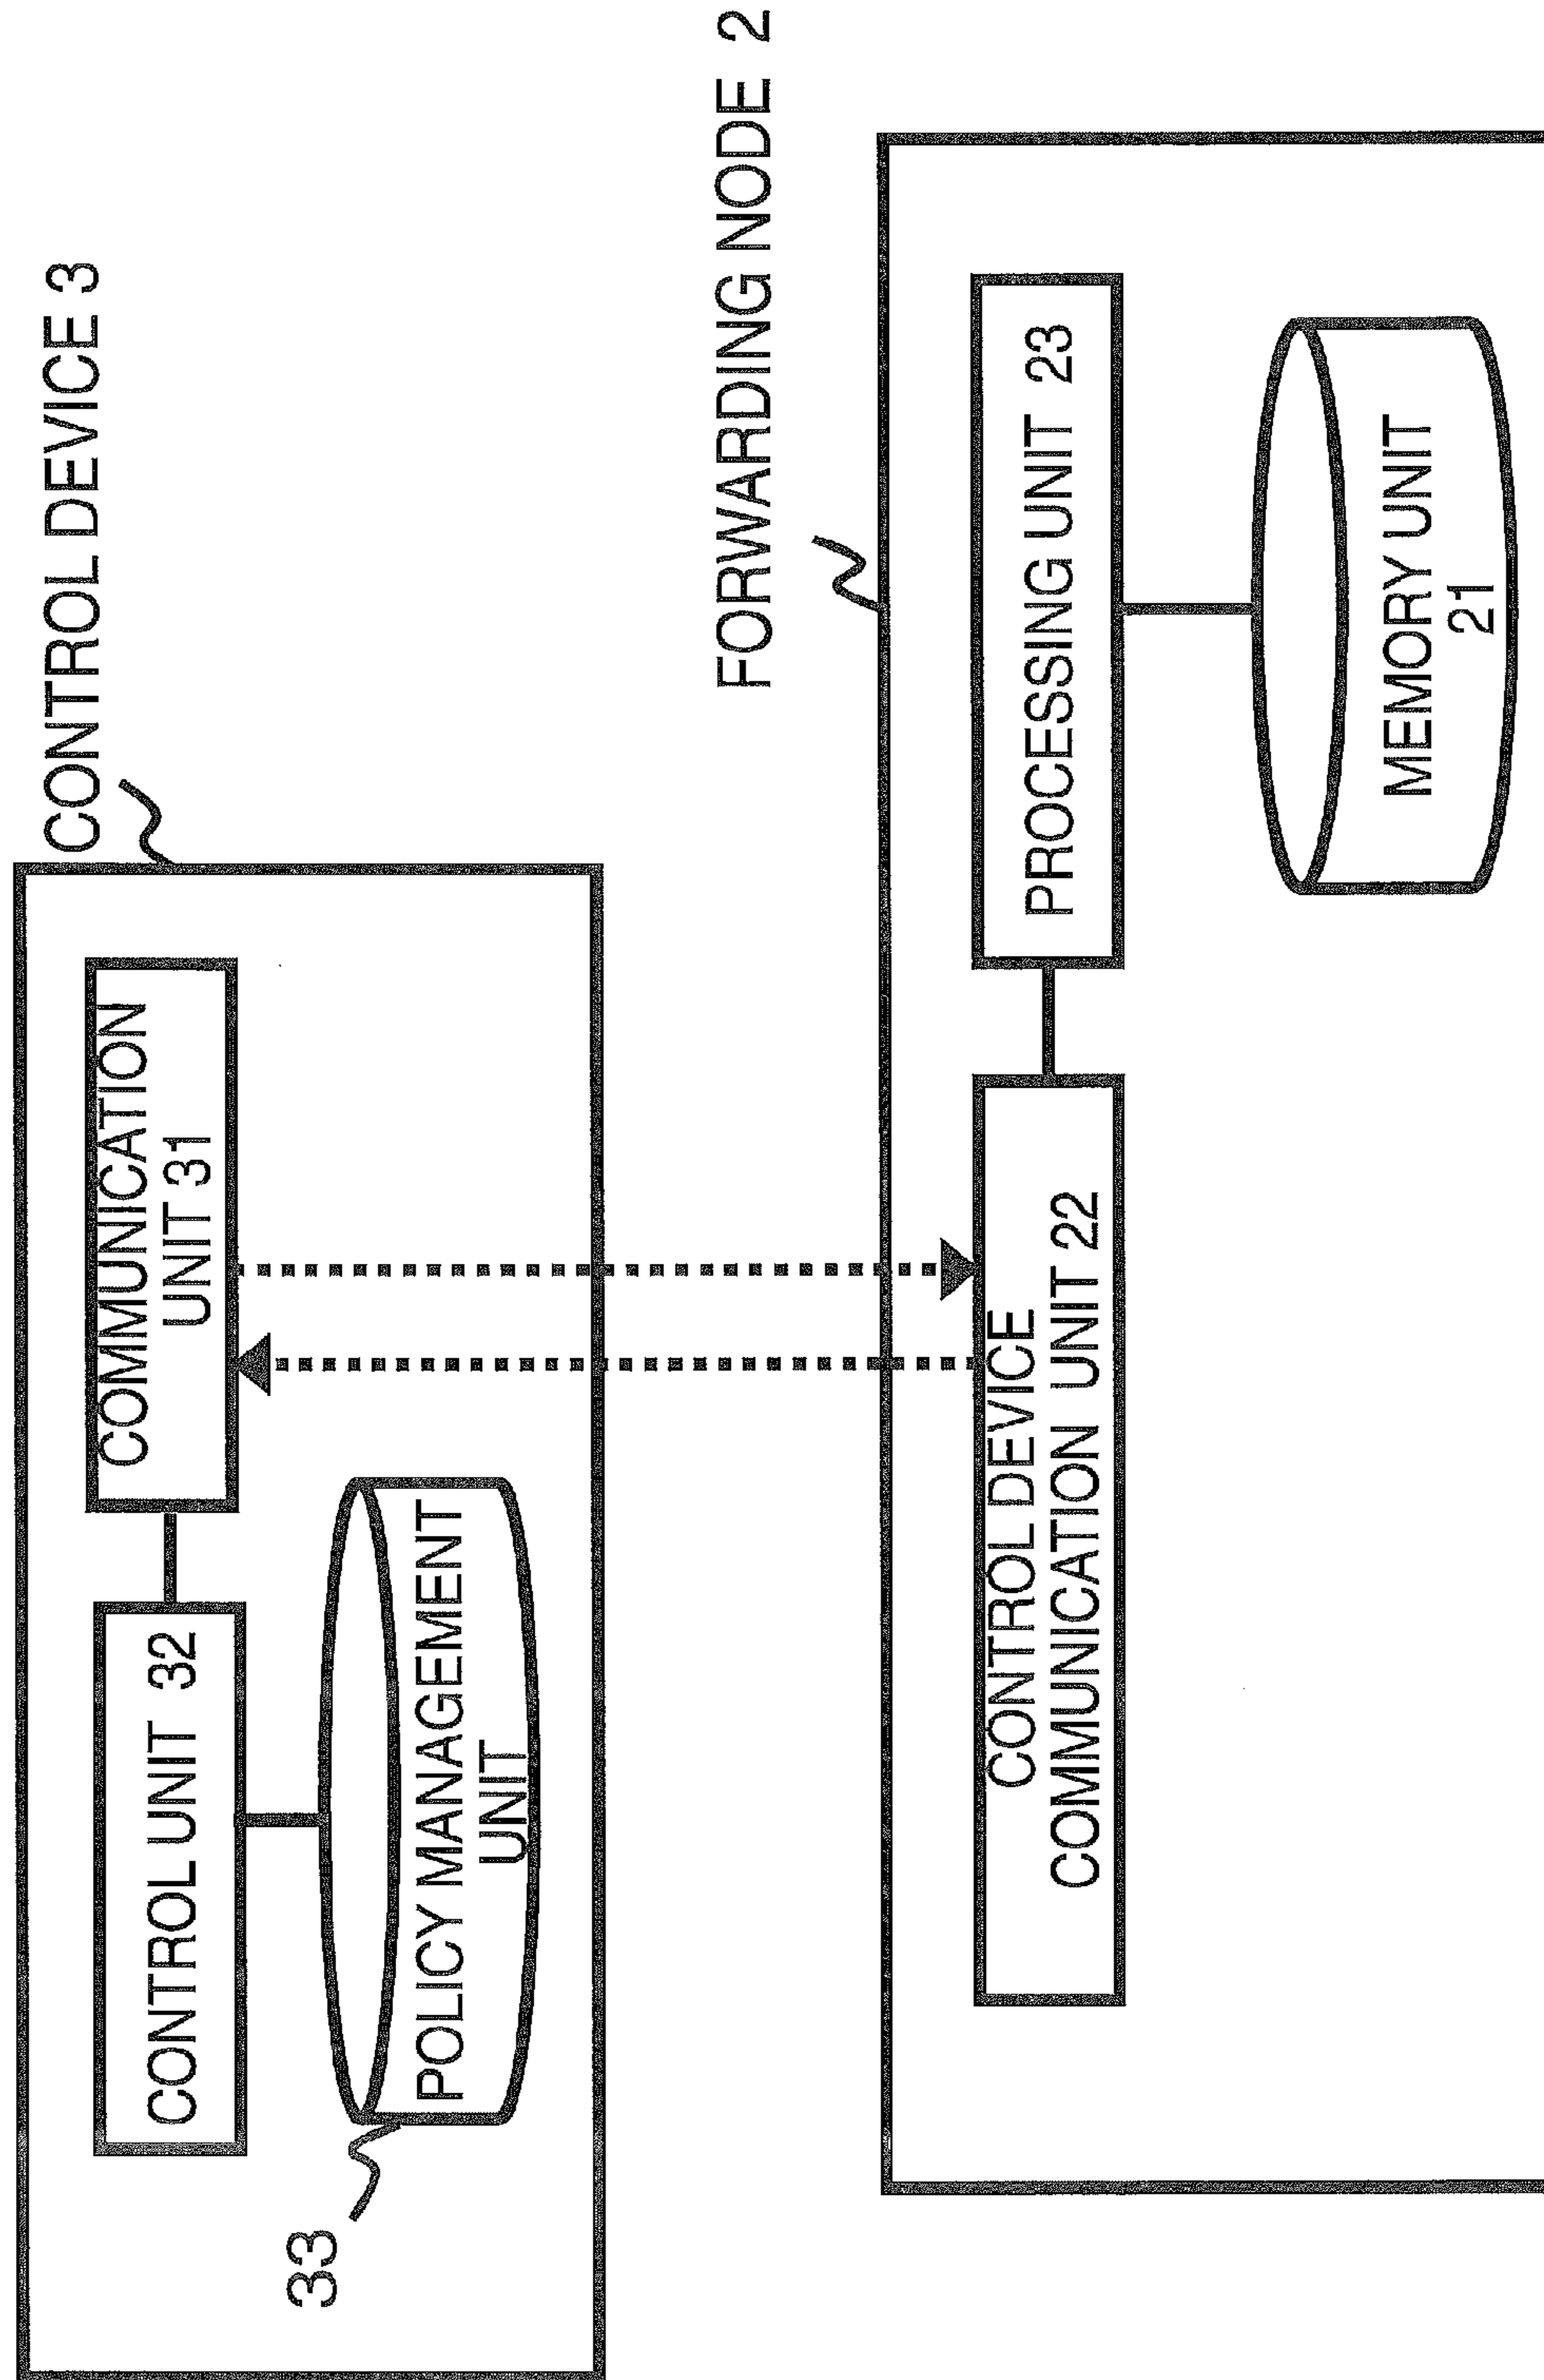 CONTROL DEVICE 3
CONTROL UNIT 32
COMMUNICATION
UNIT 31
33
POLICY MANAGEMENT
UNIT
FORWARDING NODE 2
CONTROL DEVICE
COMMUNICATION UNIT 22
PROCESSING UNIT 23
MEMORY UNIT
21